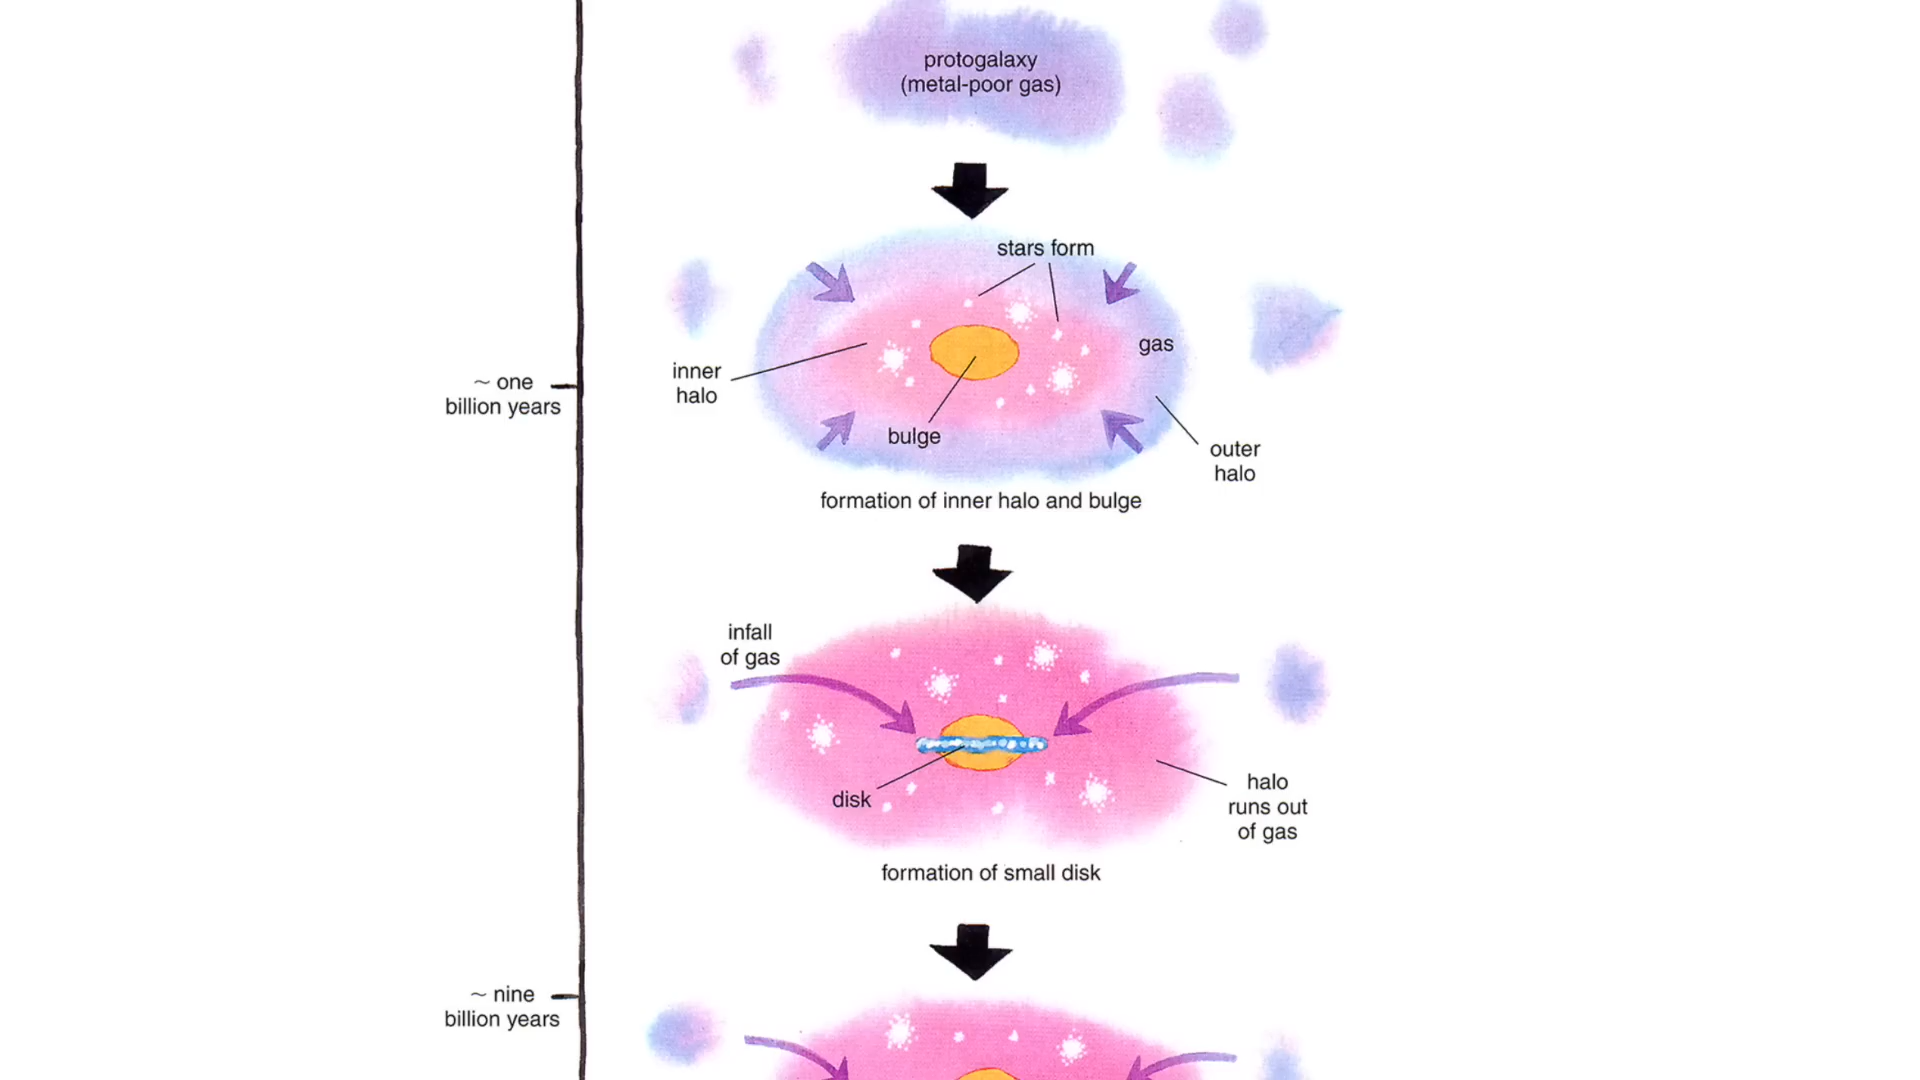 protogalaxy
(metal-poor gas)
stars form
gas
inner
halo
~ one
billion years
bulge
outer
halo
formation of inner halo and bulge
infall
of gas
disk
halo
runs out
of gas
formation of small disk
~ nine
billion years